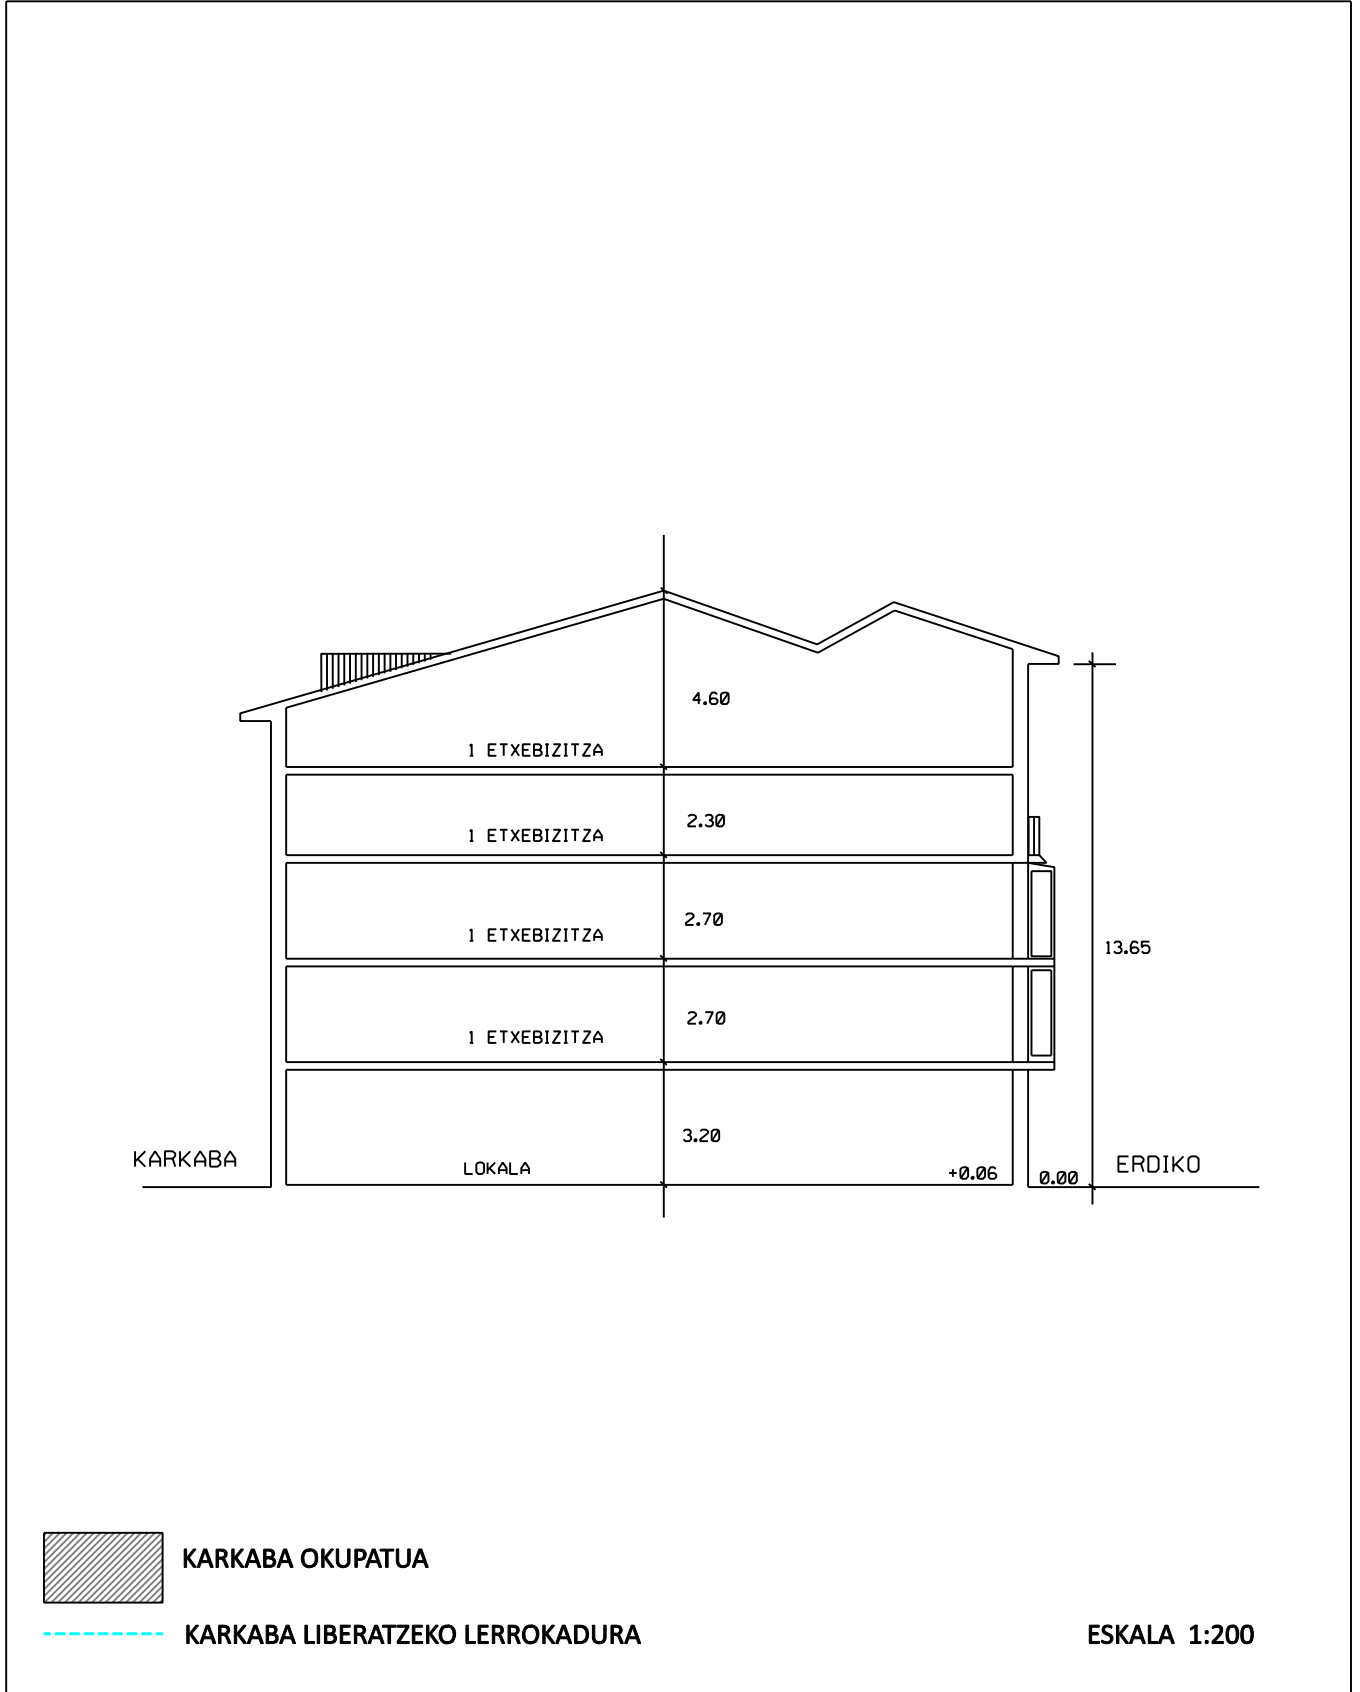 4.60
1 ETXEBIZITZA
2.30
1 ETXEBIZITZA
2.70
1 ETXEBIZITZA
13.65
2.70
1 ETXEBIZITZA
3.20
KARKABA
LOKALA
+0.06
0.00
ERDIKO
KARKABA OKUPATUA
KARKABA LIBERATZEKO LERROKADURA
ESKALA 1:200